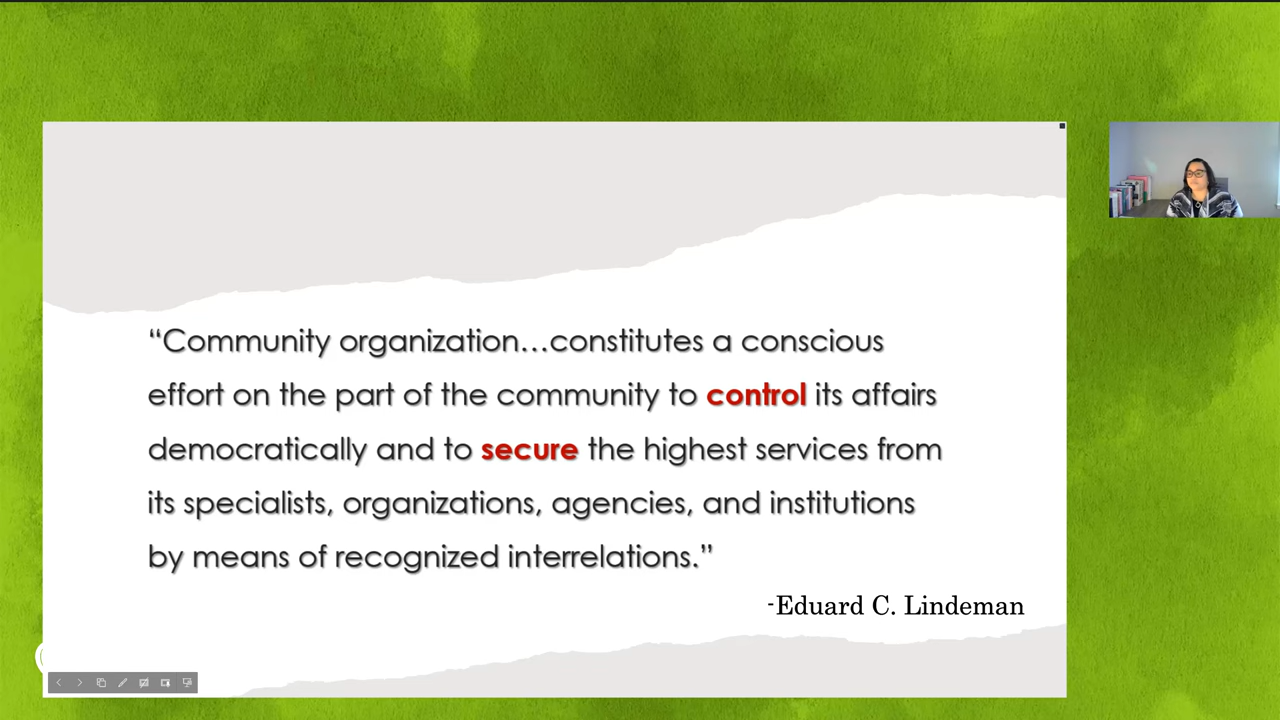 “Community organization…constitutes a conscious
effort on the part of the community to control its affairs
democratically and to secure the highest services from
its specialists, organizations, agencies, and institutions
by means of recognized interrelations.”
-Eduard C. Lindeman